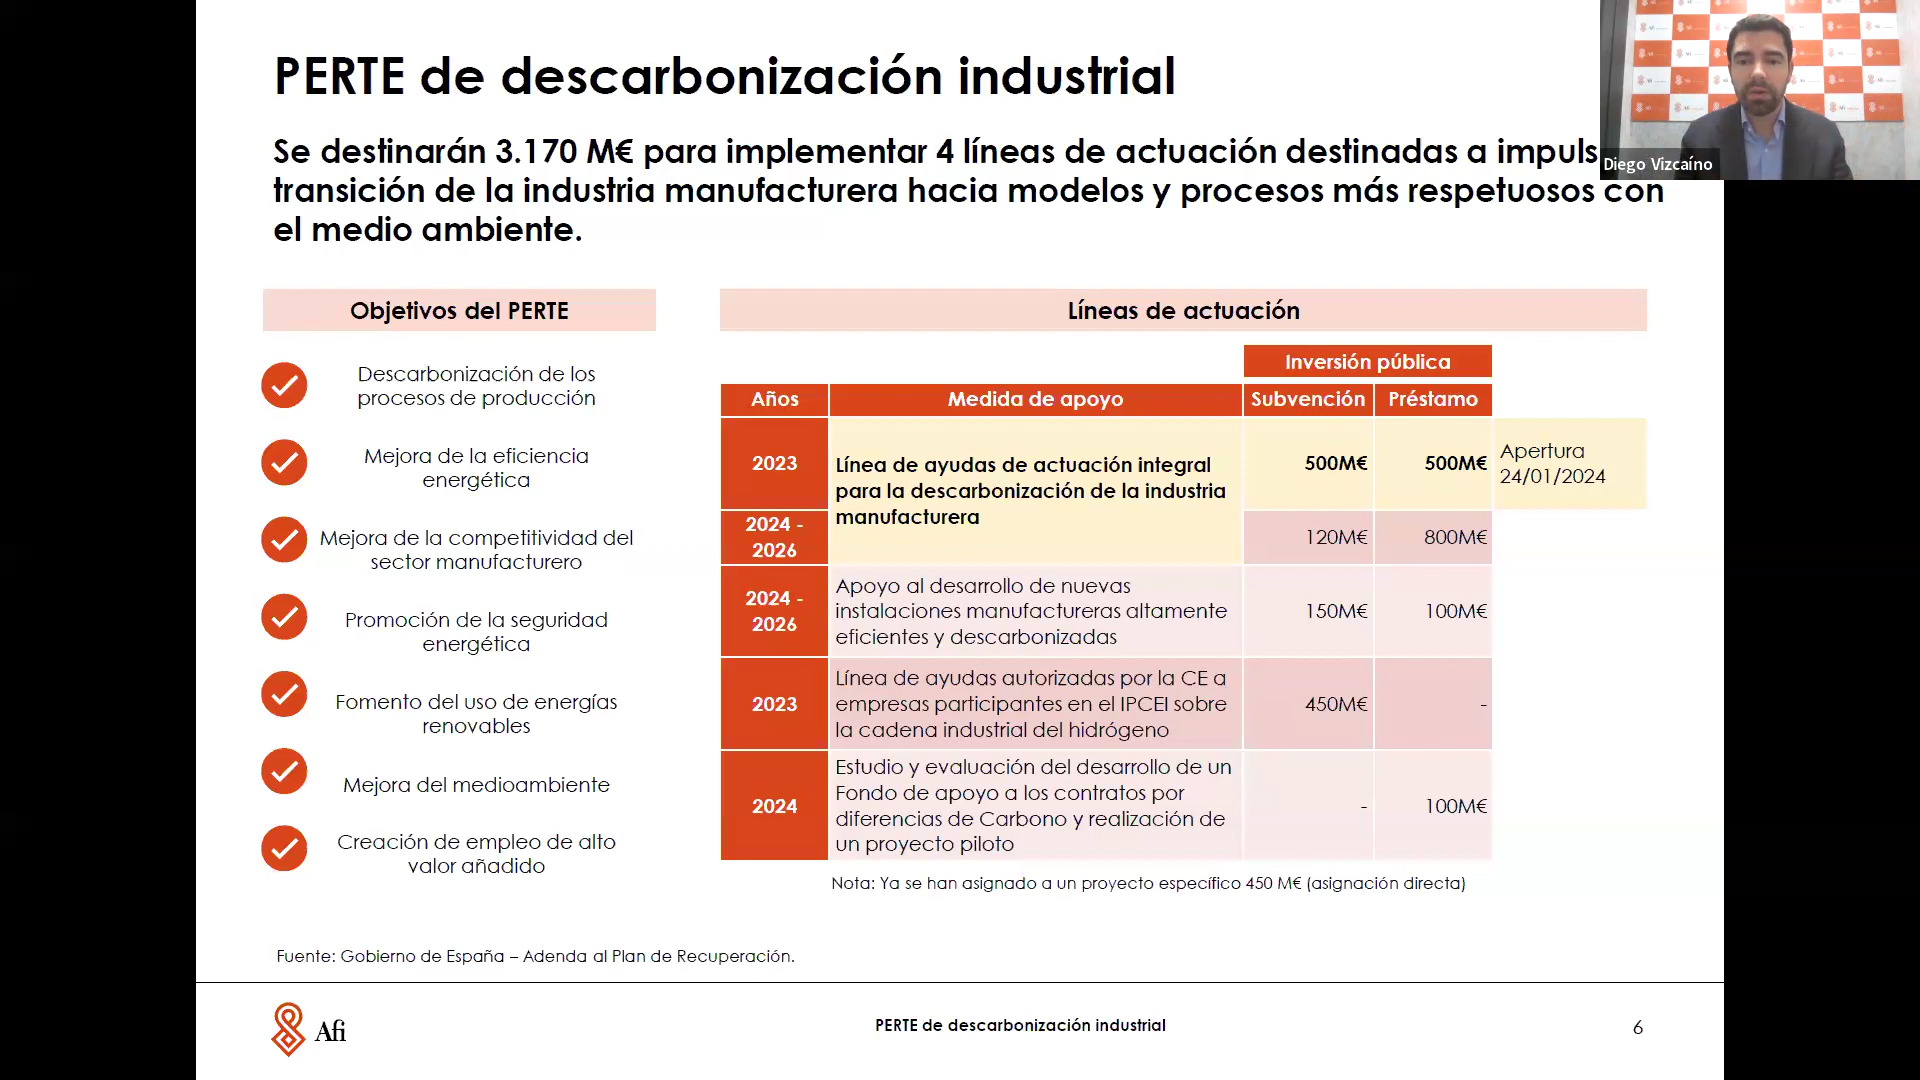 PERTE de descarbonización industrial
Se destinarán 3.170 M€ para implementar 4 líneas de actuación destinadas a impuls
transición de la industria manufacturera hacia modelos y procesos más respetuosos con
el medio ambiente.
Diego Vizcaíno
Objetivos del PERTE
Descarbonización de los
procesos de producción
Mejora de la eficiencia
energética
Mejora de la competitividad del
sector manufacturero
Promoción de la seguridad
energética
Fomento del uso de energías
renovables
Mejora del medioambiente
Creación de empleo de alto
valor añadido
Líneas de actuación
Inversión pública
Años Medida de apoyo Subvención Préstamo
2023
Línea de ayudas de actuación integral
para la descarbonización de la industria
manufacturera
500M€ 500M€
Apertura
24/01/2024
2024 -
2026
120M€ 800M€
2024 -
2026
Apoyo al desarrollo de nuevas
instalaciones manufactureras altamente
eficientes y descarbonizadas
150M€ 100M€
2023
Línea de ayudas autorizadas por la CE a
empresas participantes en el IPCEI sobre
la cadena industrial del hidrógeno
450M€ -
2024
Estudio y evaluación del desarrollo de un
Fondo de apoyo a los contratos por
diferencias de Carbono y realización de
un proyecto piloto
- 100M€
Nota: Ya se han asignado a un proyecto específico 450 M€ (asignación directa)
Fuente: Gobierno de España – Adenda al Plan de Recuperación.
Afi
PERTE de descarbonización industrial
6